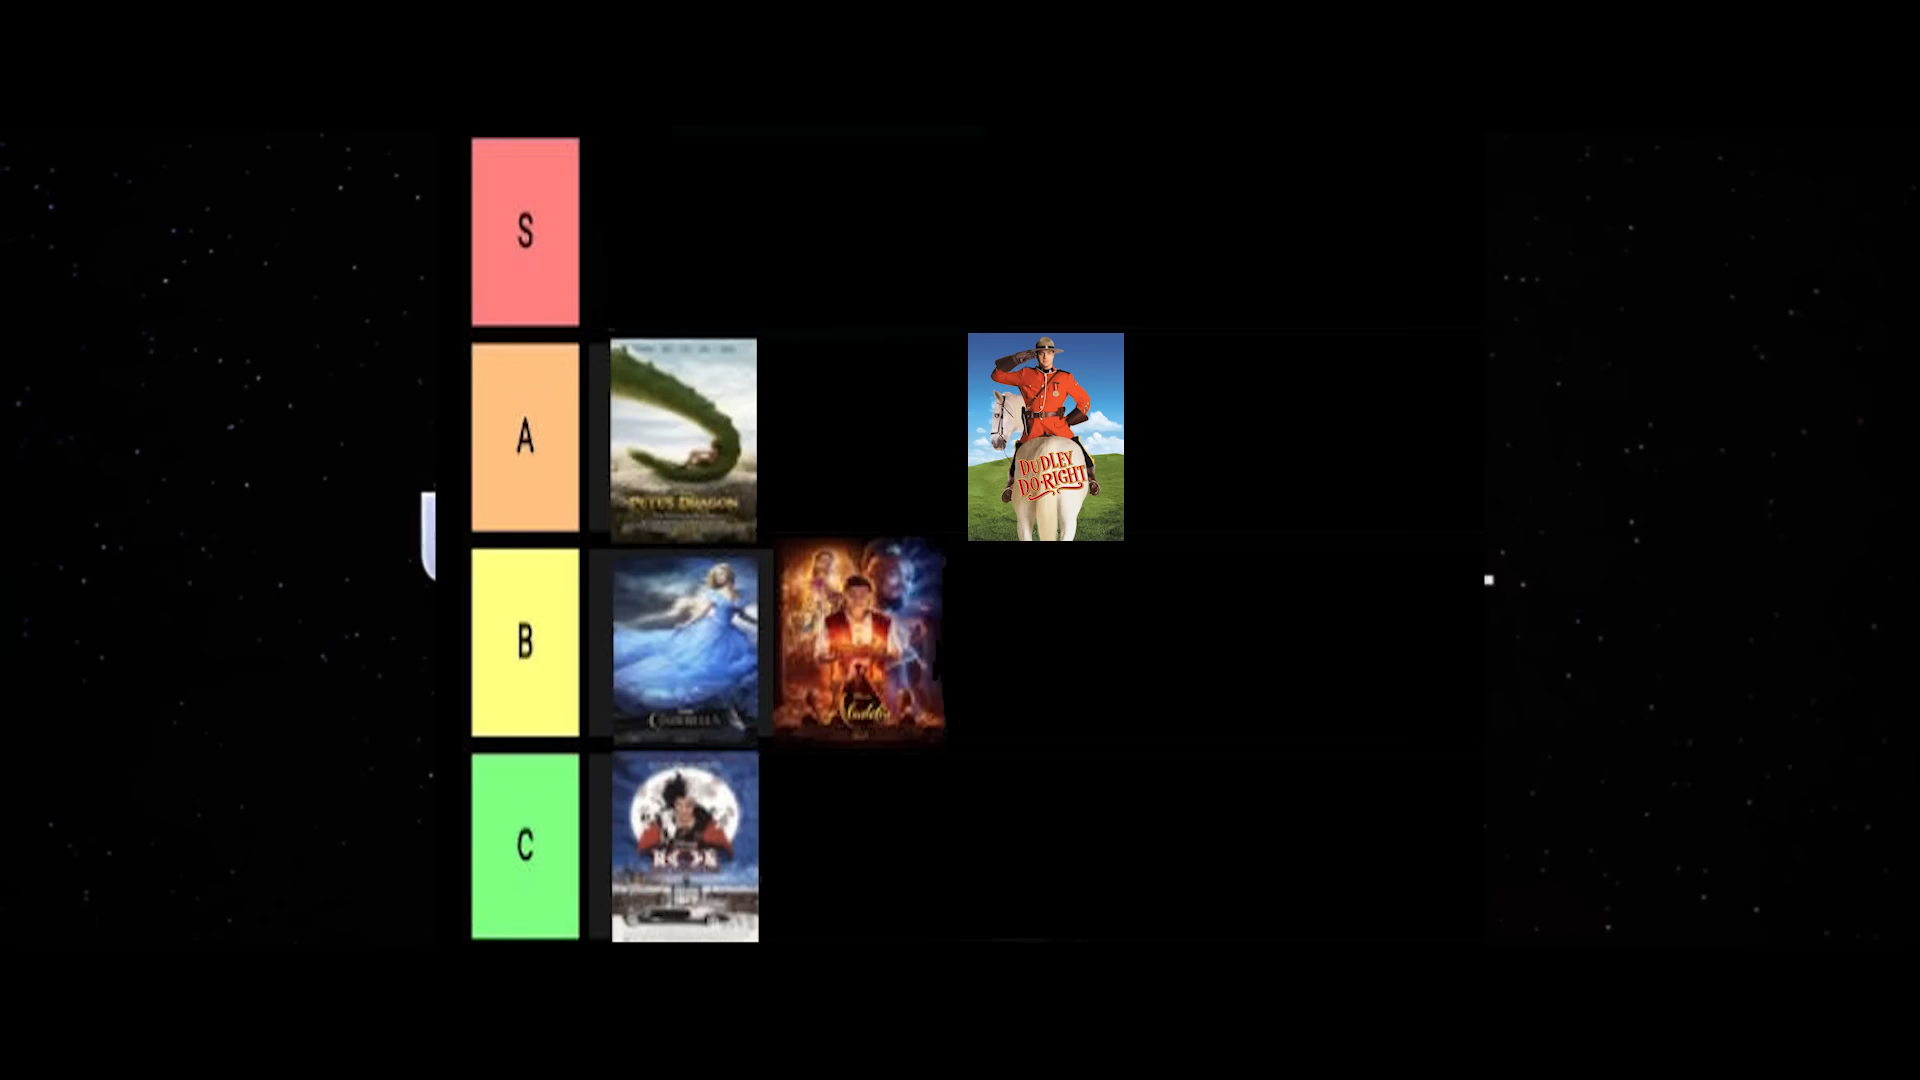 S
A
PETE'S DRAGON
DUDLEY
DO-RIGHT
B
CINDERELLA
Aladdin
C